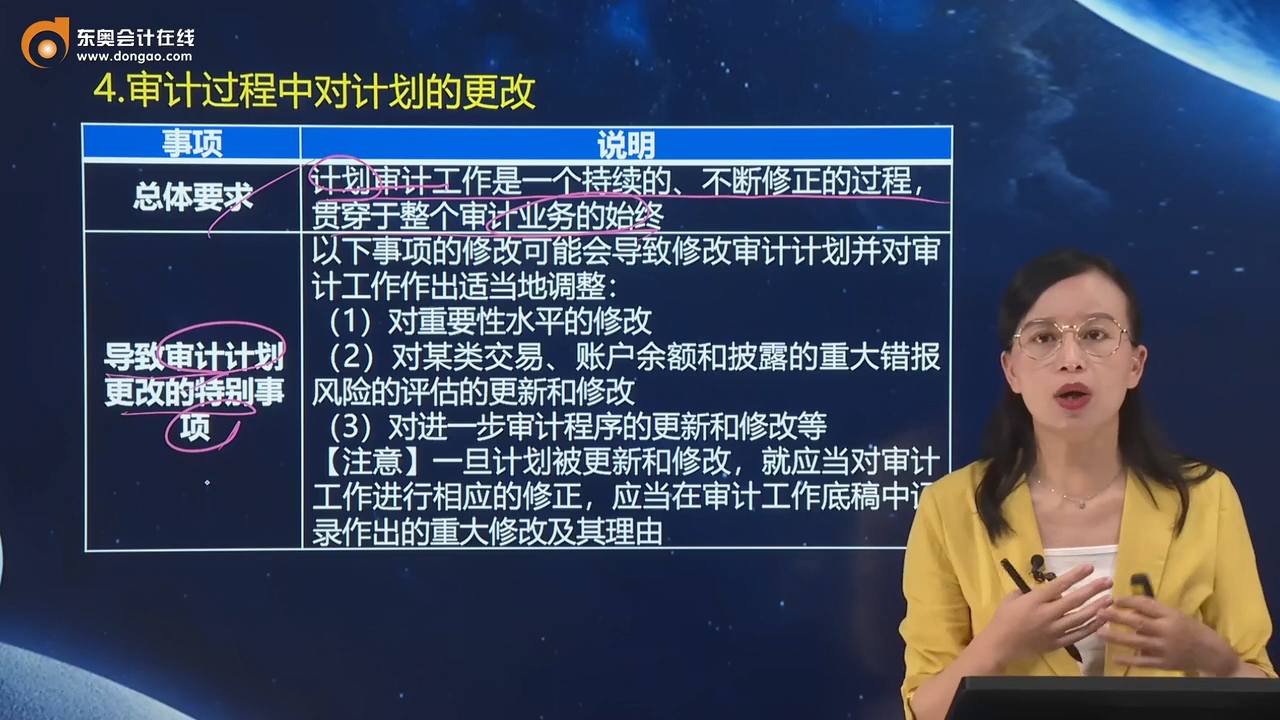 东奥会计在线
www.dongao.com
4.审计过程中对计划的更改
事项
说明
总体要求
计划审计工作是一个持续的、不断修正的过程，
贯穿于整个审计业务的始终
导致审计计划
更改的特别事
项
以下事项的修改可能会导致修改审计计划并对审
计工作作出适当地调整：
（1）对重要性水平的修改
（2）对某类交易、账户余额和披露的重大错报
风险的评估的更新和修改
（3）对进一步审计程序的更新和修改等
【注意】一旦计划被更新和修改，就应当对审计
工作进行相应的修正，应当在审计工作底稿中
录作出的重大修改及其理由